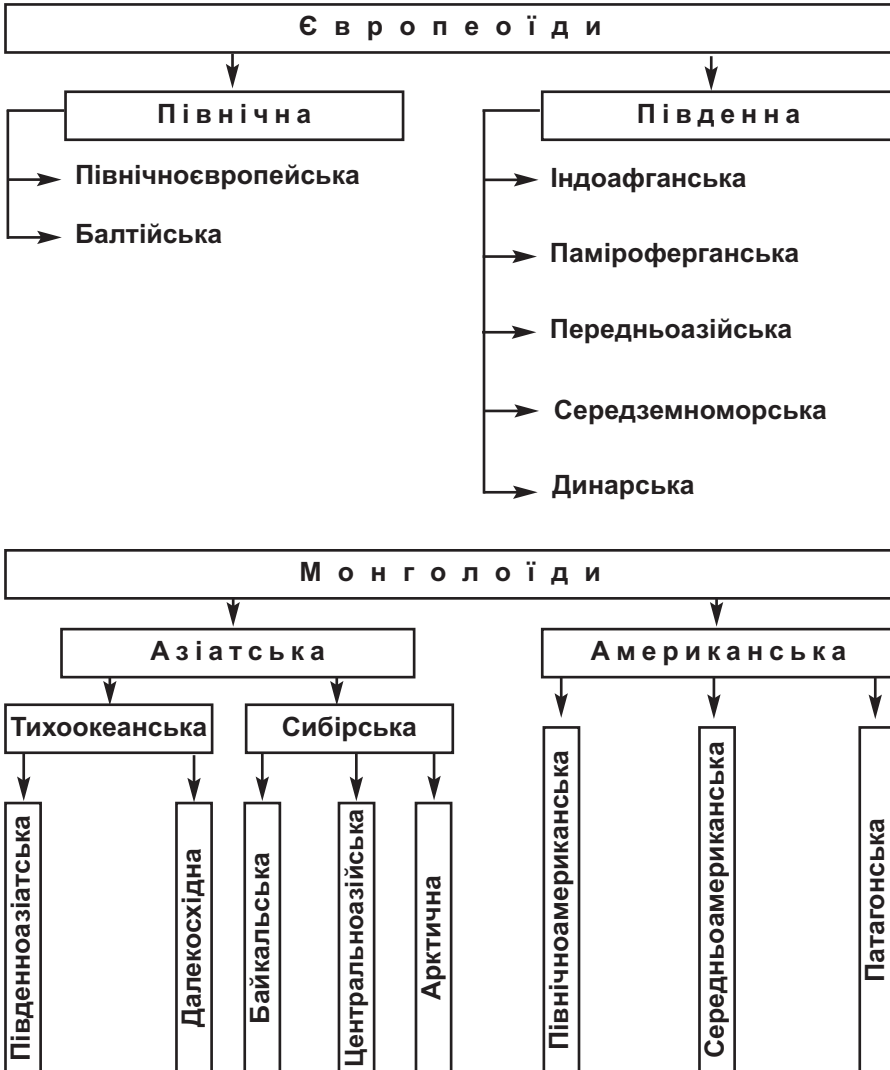 Європеоїди
Північна
Південна
Північноєвропейська
Балтійська
Індоафганська
Паміроферганська
Передньоазійська
Середземноморська
Динарська
Монголоїди
Азіатська
Американська
Тихоокеанська
Сибірська
Південноазіатська
Далекосхідна
Байкальська
Центральноазійська
Арктична
Північноамериканська
Середньоамериканська
Патагонська